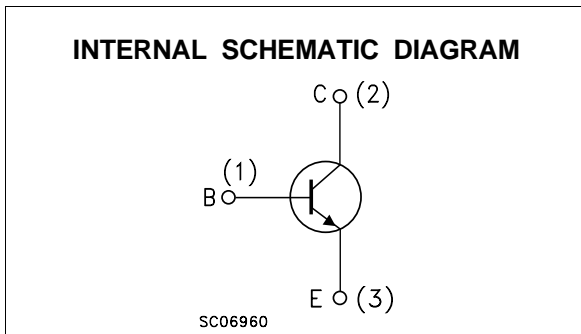 INTERNAL SCHEMATIC DIAGRAM
C (2)
(1)
B
E (3)
SC06960